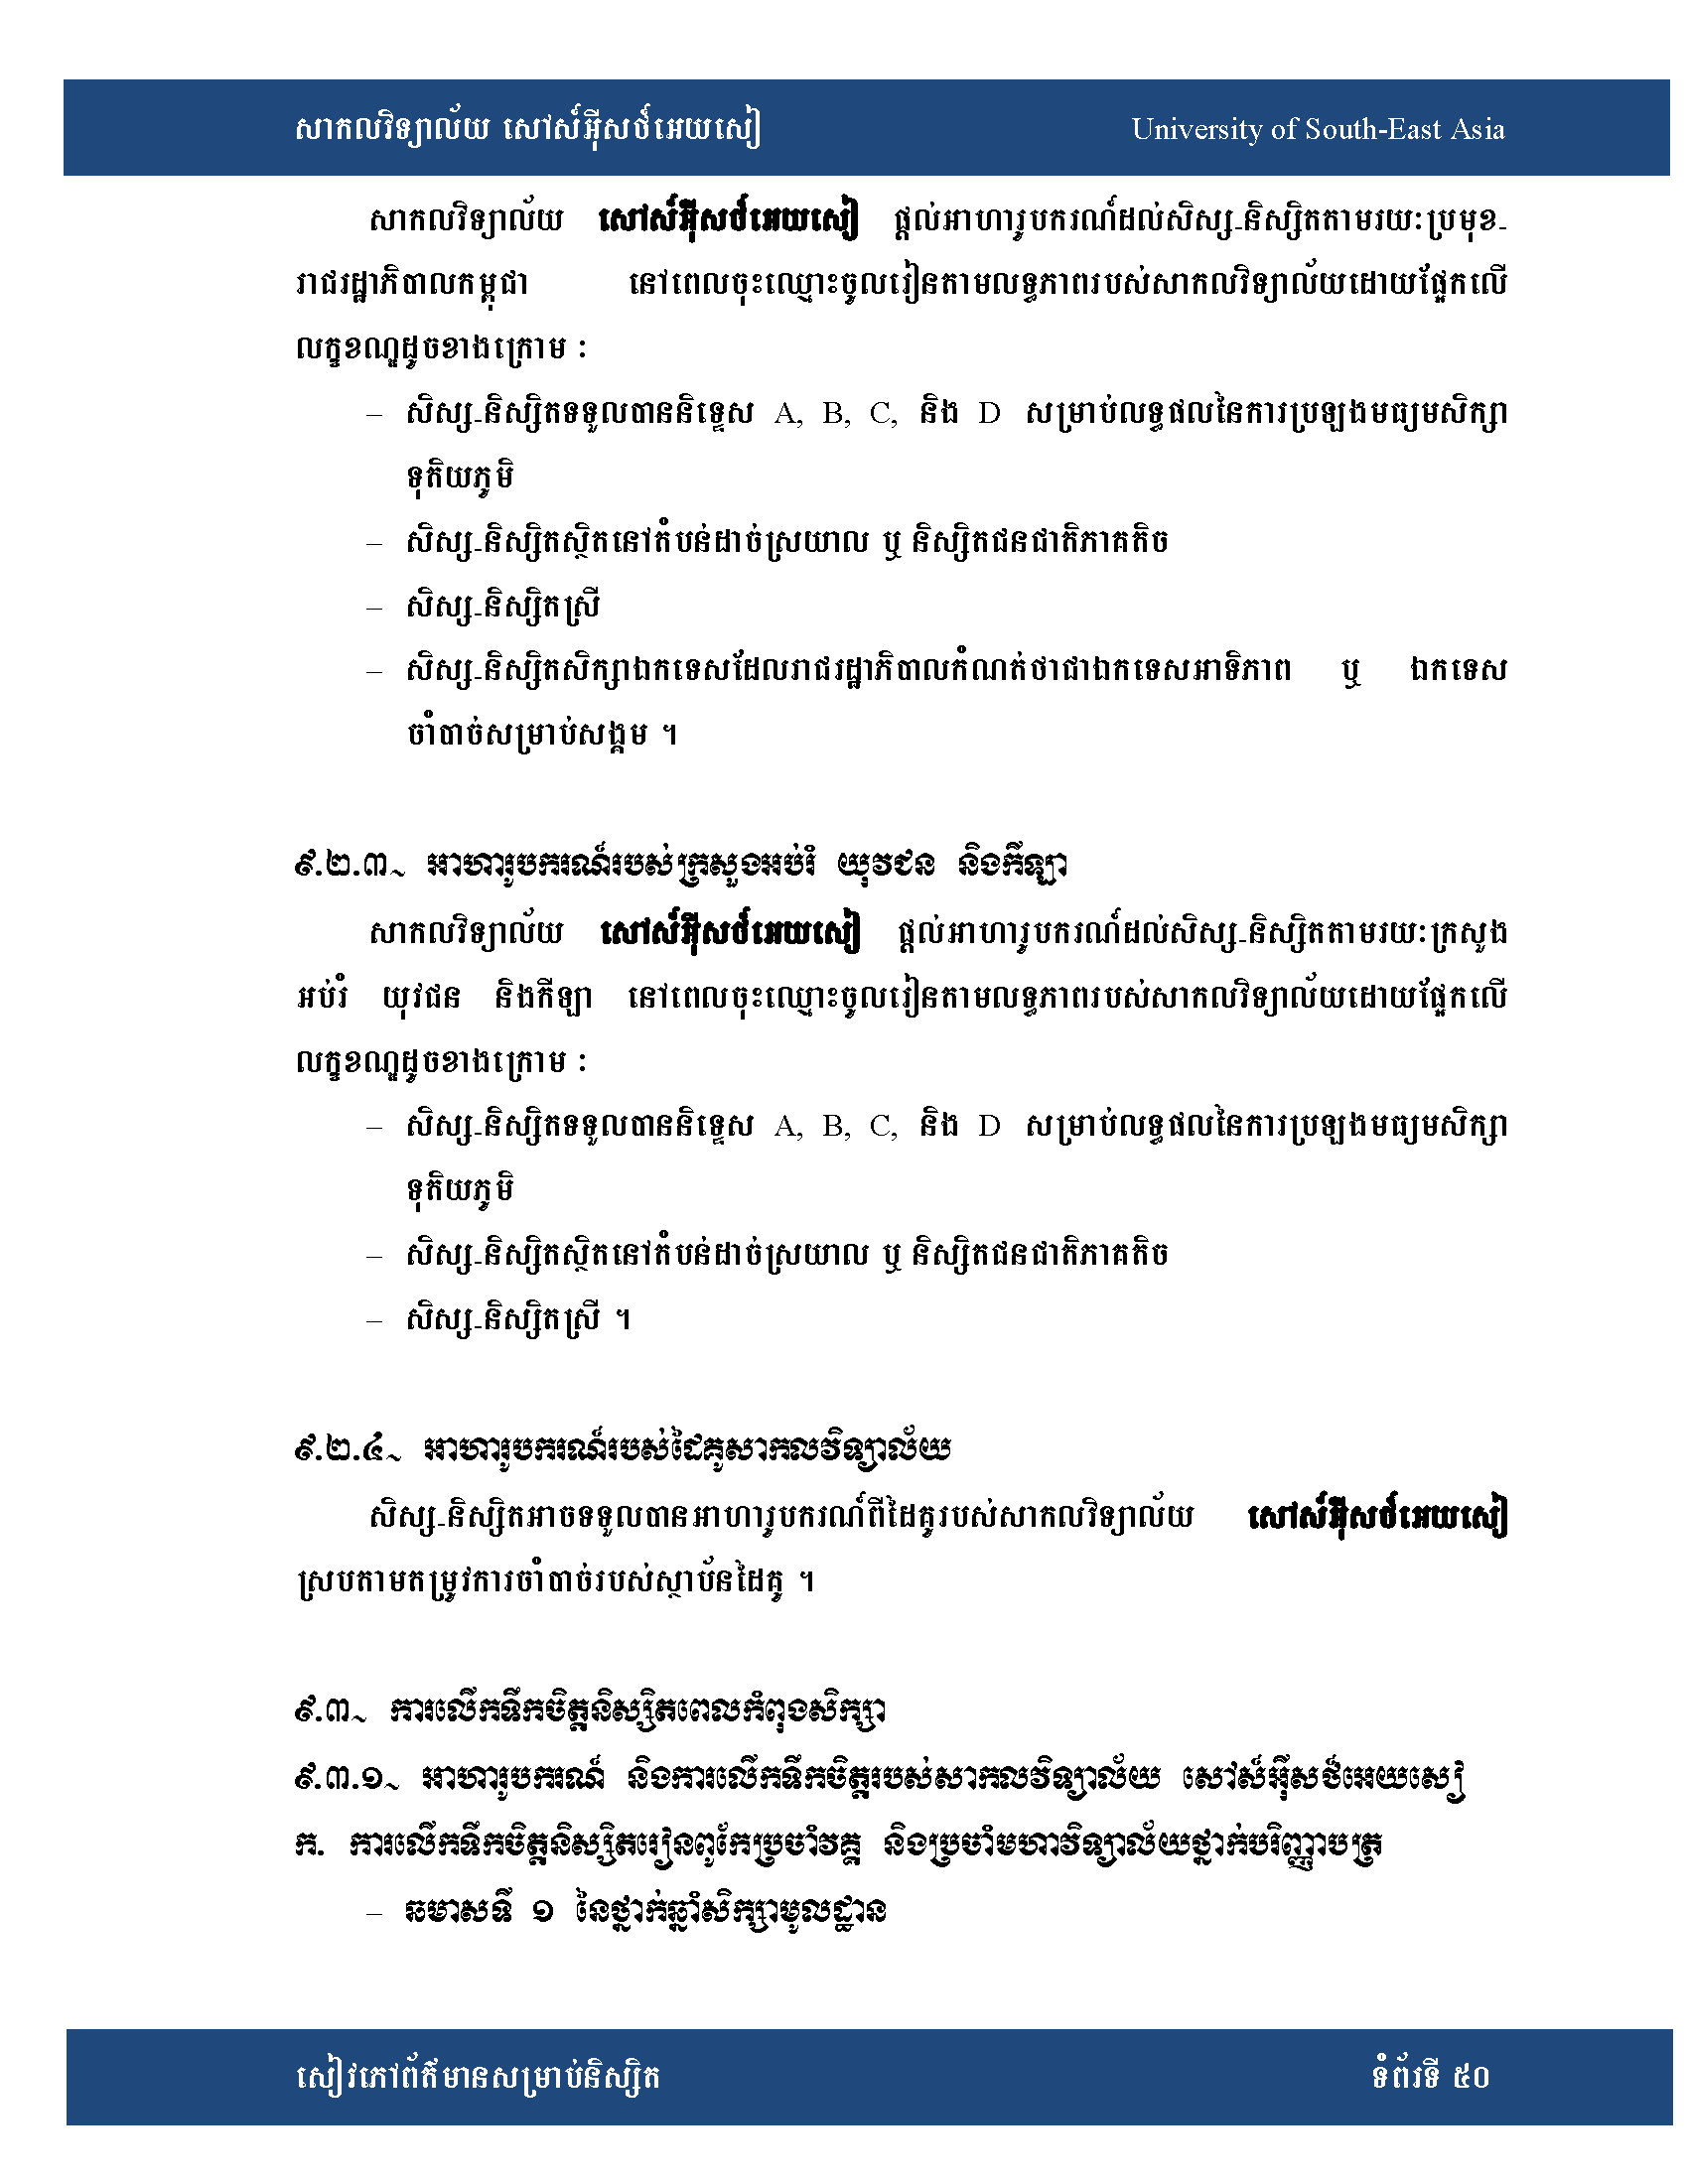 សាកលវិទ្យាល័យ សៅស៍អ៊ីសថ៍អេយសៀ University of South-East Asia
សាកលវិទ្យាល័យ សៅស៍អ៊ីសថ៍អេយសៀ ផ្តល់អាហារូបករណ៍ដល់សិស្ស-និស្សិតតាមរយៈប្រមុខ-
រាជរដ្ឋាភិបាលកម្ពុជា នៅពេលចុះឈ្មោះចូលរៀនតាមលទ្ធភាពរបស់សាកលវិទ្យាល័យដោយផ្អែកលើ
លក្ខខណ្ឌដូចខាងក្រោម :
– សិស្ស-និស្សិតទទួលបាននិទ្ទេស A, B, C, និង D សម្រាប់លទ្ធផលនៃការប្រឡងមធ្យមសិក្សា
ទុតិយភូមិ
– សិស្ស-និស្សិតស្ថិតនៅតំបន់ដាច់ស្រយាល ឬ និស្សិតជនជាតិភាគតិច
– សិស្ស-និស្សិតស្រី
– សិស្ស-និស្សិតសិក្សាឯកទេសដែលរាជរដ្ឋាភិបាលកំណត់ថាជាឯកទេសអាទិភាព ឬ ឯកទេស
ចាំបាច់សម្រាប់សង្គម ។
៩.២.៣~ អាហារូបករណ៍របស់ក្រសួងអប់រំ យុវជន និងកីឡា
សាកលវិទ្យាល័យ សៅស៍អ៊ីសថ៍អេយសៀ ផ្តល់អាហារូបករណ៍ដល់សិស្ស-និស្សិតតាមរយៈក្រសួង
អប់រំ យុវជន និងកីឡា នៅពេលចុះឈ្មោះចូលរៀនតាមលទ្ធភាពរបស់សាកលវិទ្យាល័យដោយផ្អែកលើ
លក្ខខណ្ឌដូចខាងក្រោម :
– សិស្ស-និស្សិតទទួលបាននិទ្ទេស A, B, C, និង D សម្រាប់លទ្ធផលនៃការប្រឡងមធ្យមសិក្សា
ទុតិយភូមិ
– សិស្ស-និស្សិតស្ថិតនៅតំបន់ដាច់ស្រយាល ឬ និស្សិតជនជាតិភាគតិច
– សិស្ស-និស្សិតស្រី ។
៩.២.៤~ អាហារូបករណ៍របស់ដៃគូសាកលវិទ្យាល័យ
សិស្ស-និស្សិតអាចទទួលបានអាហារូបករណ៍ពីដៃគូរបស់សាកលវិទ្យាល័យ សៅស៍អ៊ីសថ៍អេយសៀ
ស្របតាមតម្រូវការចាំបាច់របស់ស្ថាប័នដៃគូ ។
៩.៣~ ការលើកទឹកចិត្តនិស្សិតពេលកំពុងសិក្សា
៩.៣.១~ អាហារូបករណ៍ និងការលើកទឹកចិត្តរបស់សាកលវិទ្យាល័យ សៅស៍អ៊ីសថ៍អេយសៀ
ក. ការលើកទឹកចិត្តនិស្សិតរៀនពូកែប្រចាំវគ្គ និងប្រចាំមហាវិទ្យាល័យថ្នាក់បរិញ្ញាបត្រ
– ឆមាសទី ១ នៃថ្នាក់ឆ្នាំសិក្សាមូលដ្ឋាន
សៀវភៅព័ត៌មានសម្រាប់និស្សិត ទំព័រទី ៥០